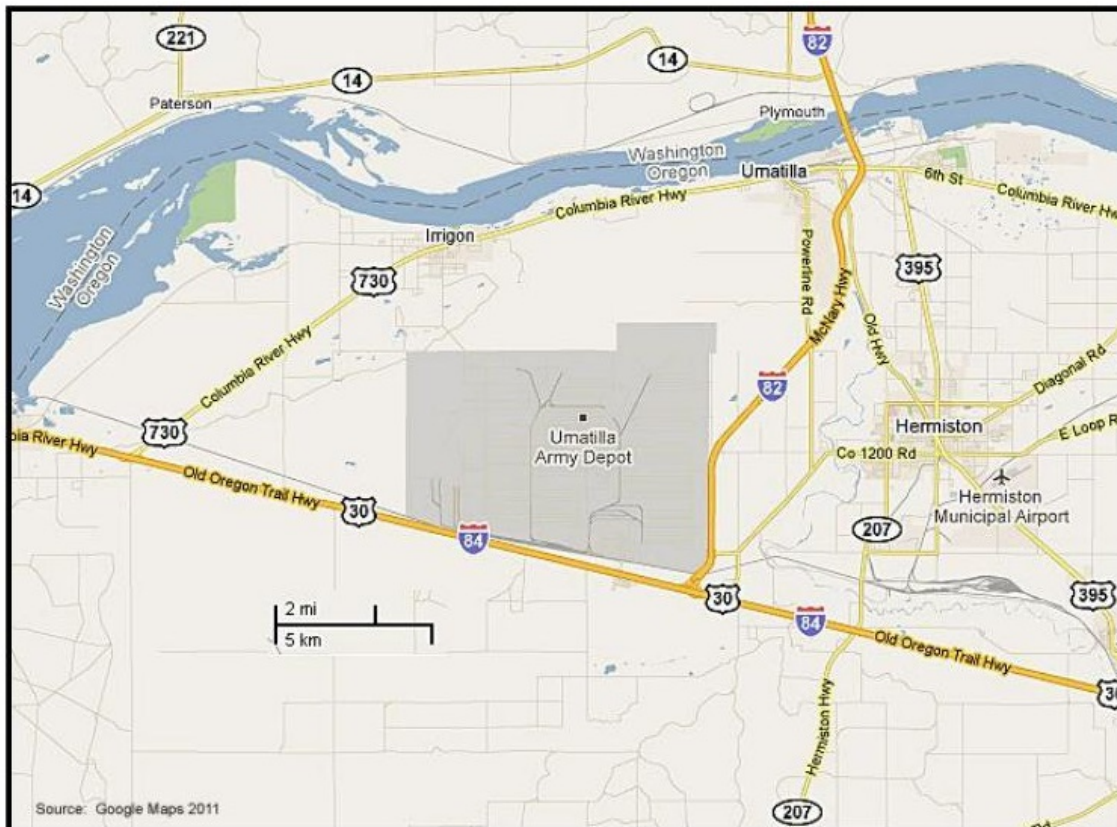 221
82
14
14
Paterson
Plymouth
Washington
Oregon
Umatilla
6th St
Columbia River Hwy
Columbia River Hw
14
Irrigon
Washington
Oregon
730
Powerline Rd
395
McNary Hwy
Old Hwy
Columbia River Hwy
82
Diagonal Rd
Umatilla
Army Depot
Hermiston
730
bia River Hwy
E Loop R
Co 1200 Rd
Old Oregon Trail Hwy
30
Hermiston
Municipal Airport
207
84
2 mi
5 km
30
395
84
Old Oregon Trail Hwy
30
Hermiston Hwy
Source: Google Maps 2011
207
Rd